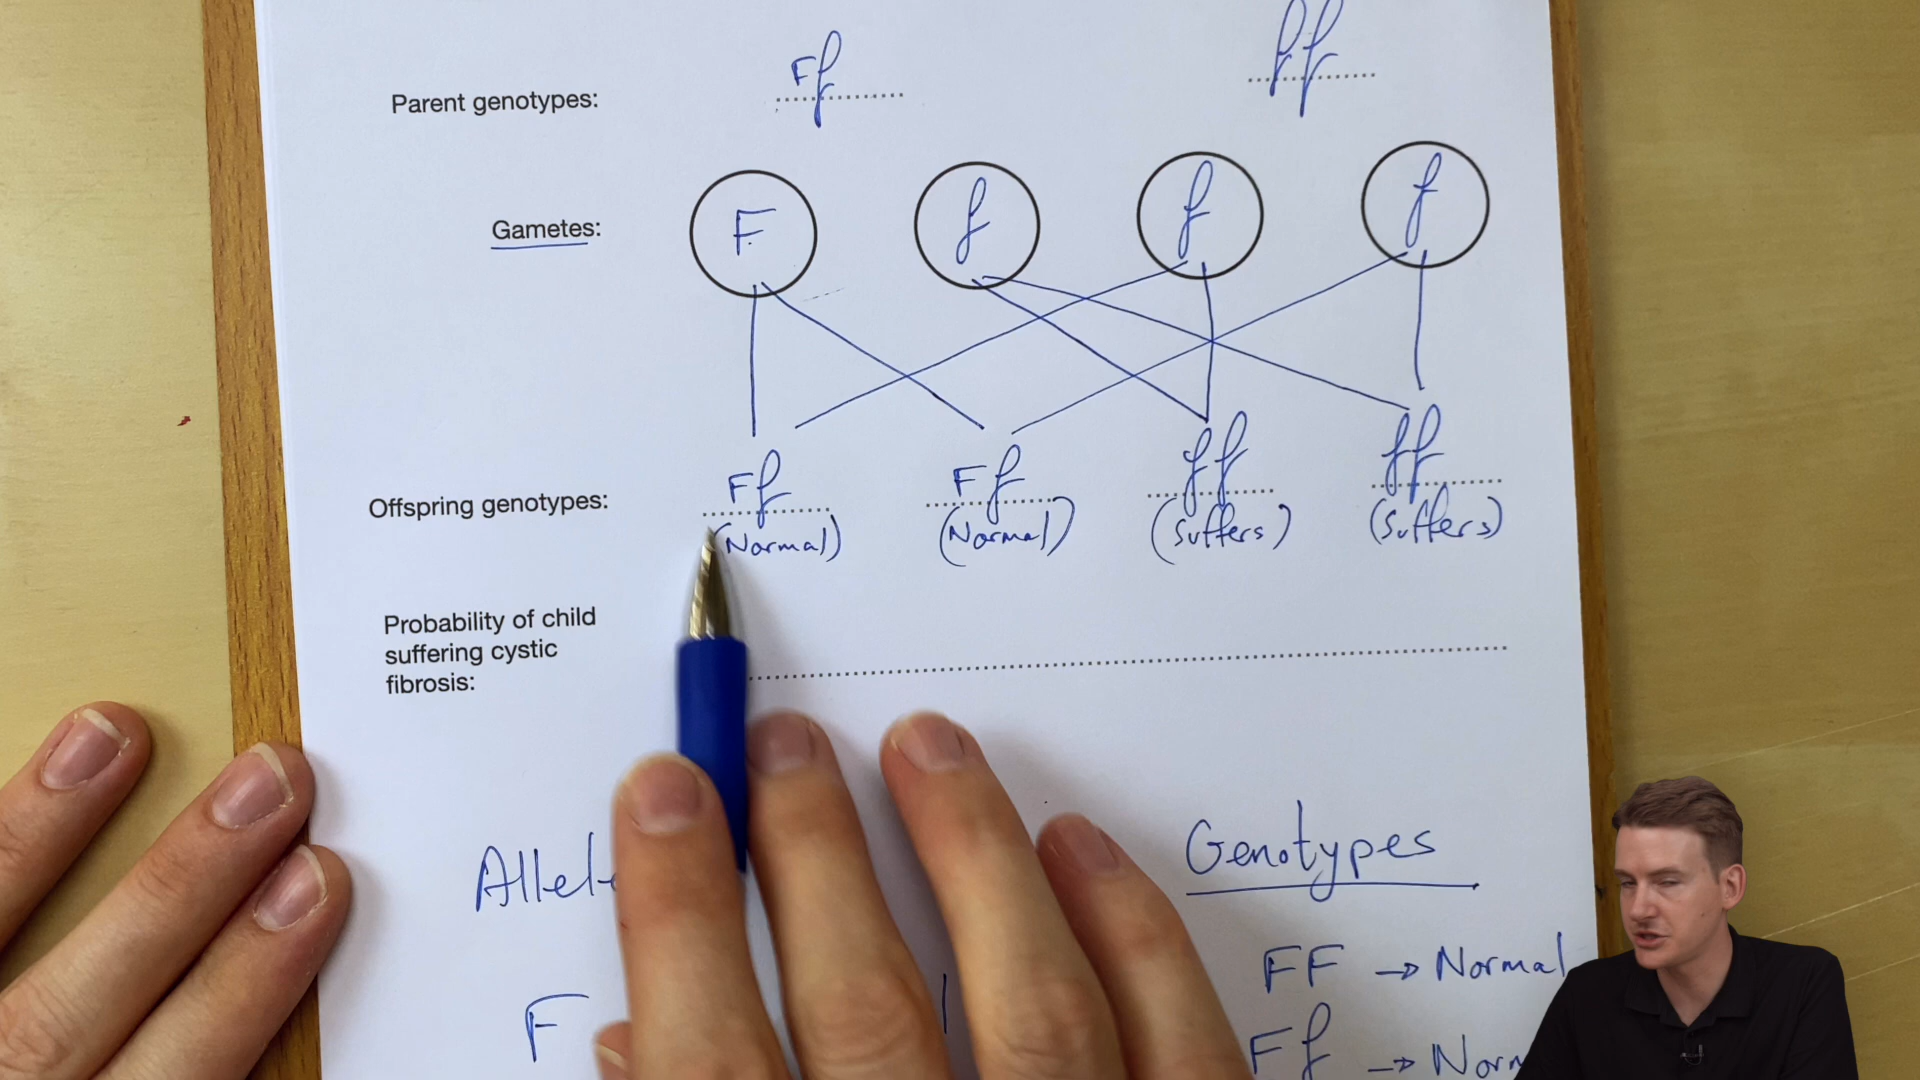 Parent genotypes: Ff ff
Gametes: F f f f
Offspring genotypes: Ff Ff ff ff
(Normal) (Normal) (Suffers) (Suffers)
Probability of child
suffering cystic
fibrosis:
Genotypes
FF → Normal
F
Ff →